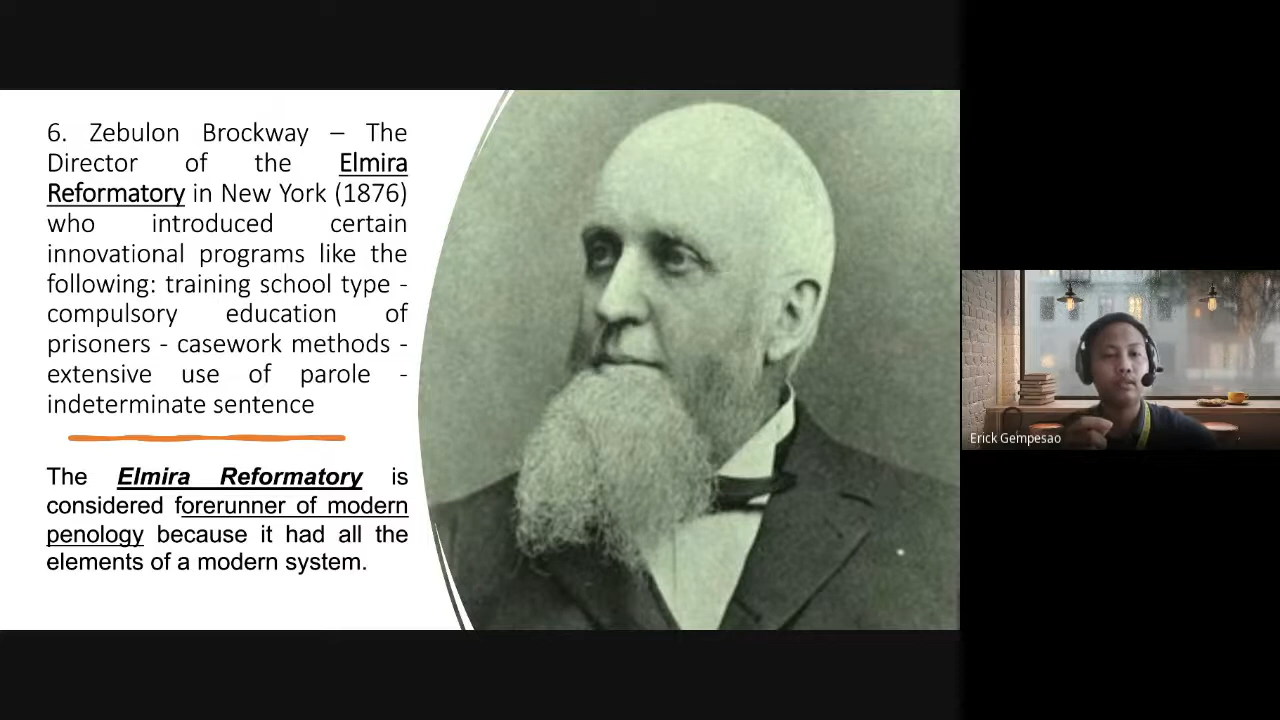 6. Zebulon Brockway – The
Director of the Elmira
Reformatory in New York (1876)
who introduced certain
innovational programs like the
following: training school type -
compulsory education of
prisoners - casework methods -
extensive use of parole -
indeterminate sentence
The Elmira Reformatory is
considered forerunner of modern
penology because it had all the
elements of a modern system.
Erick Gempesao